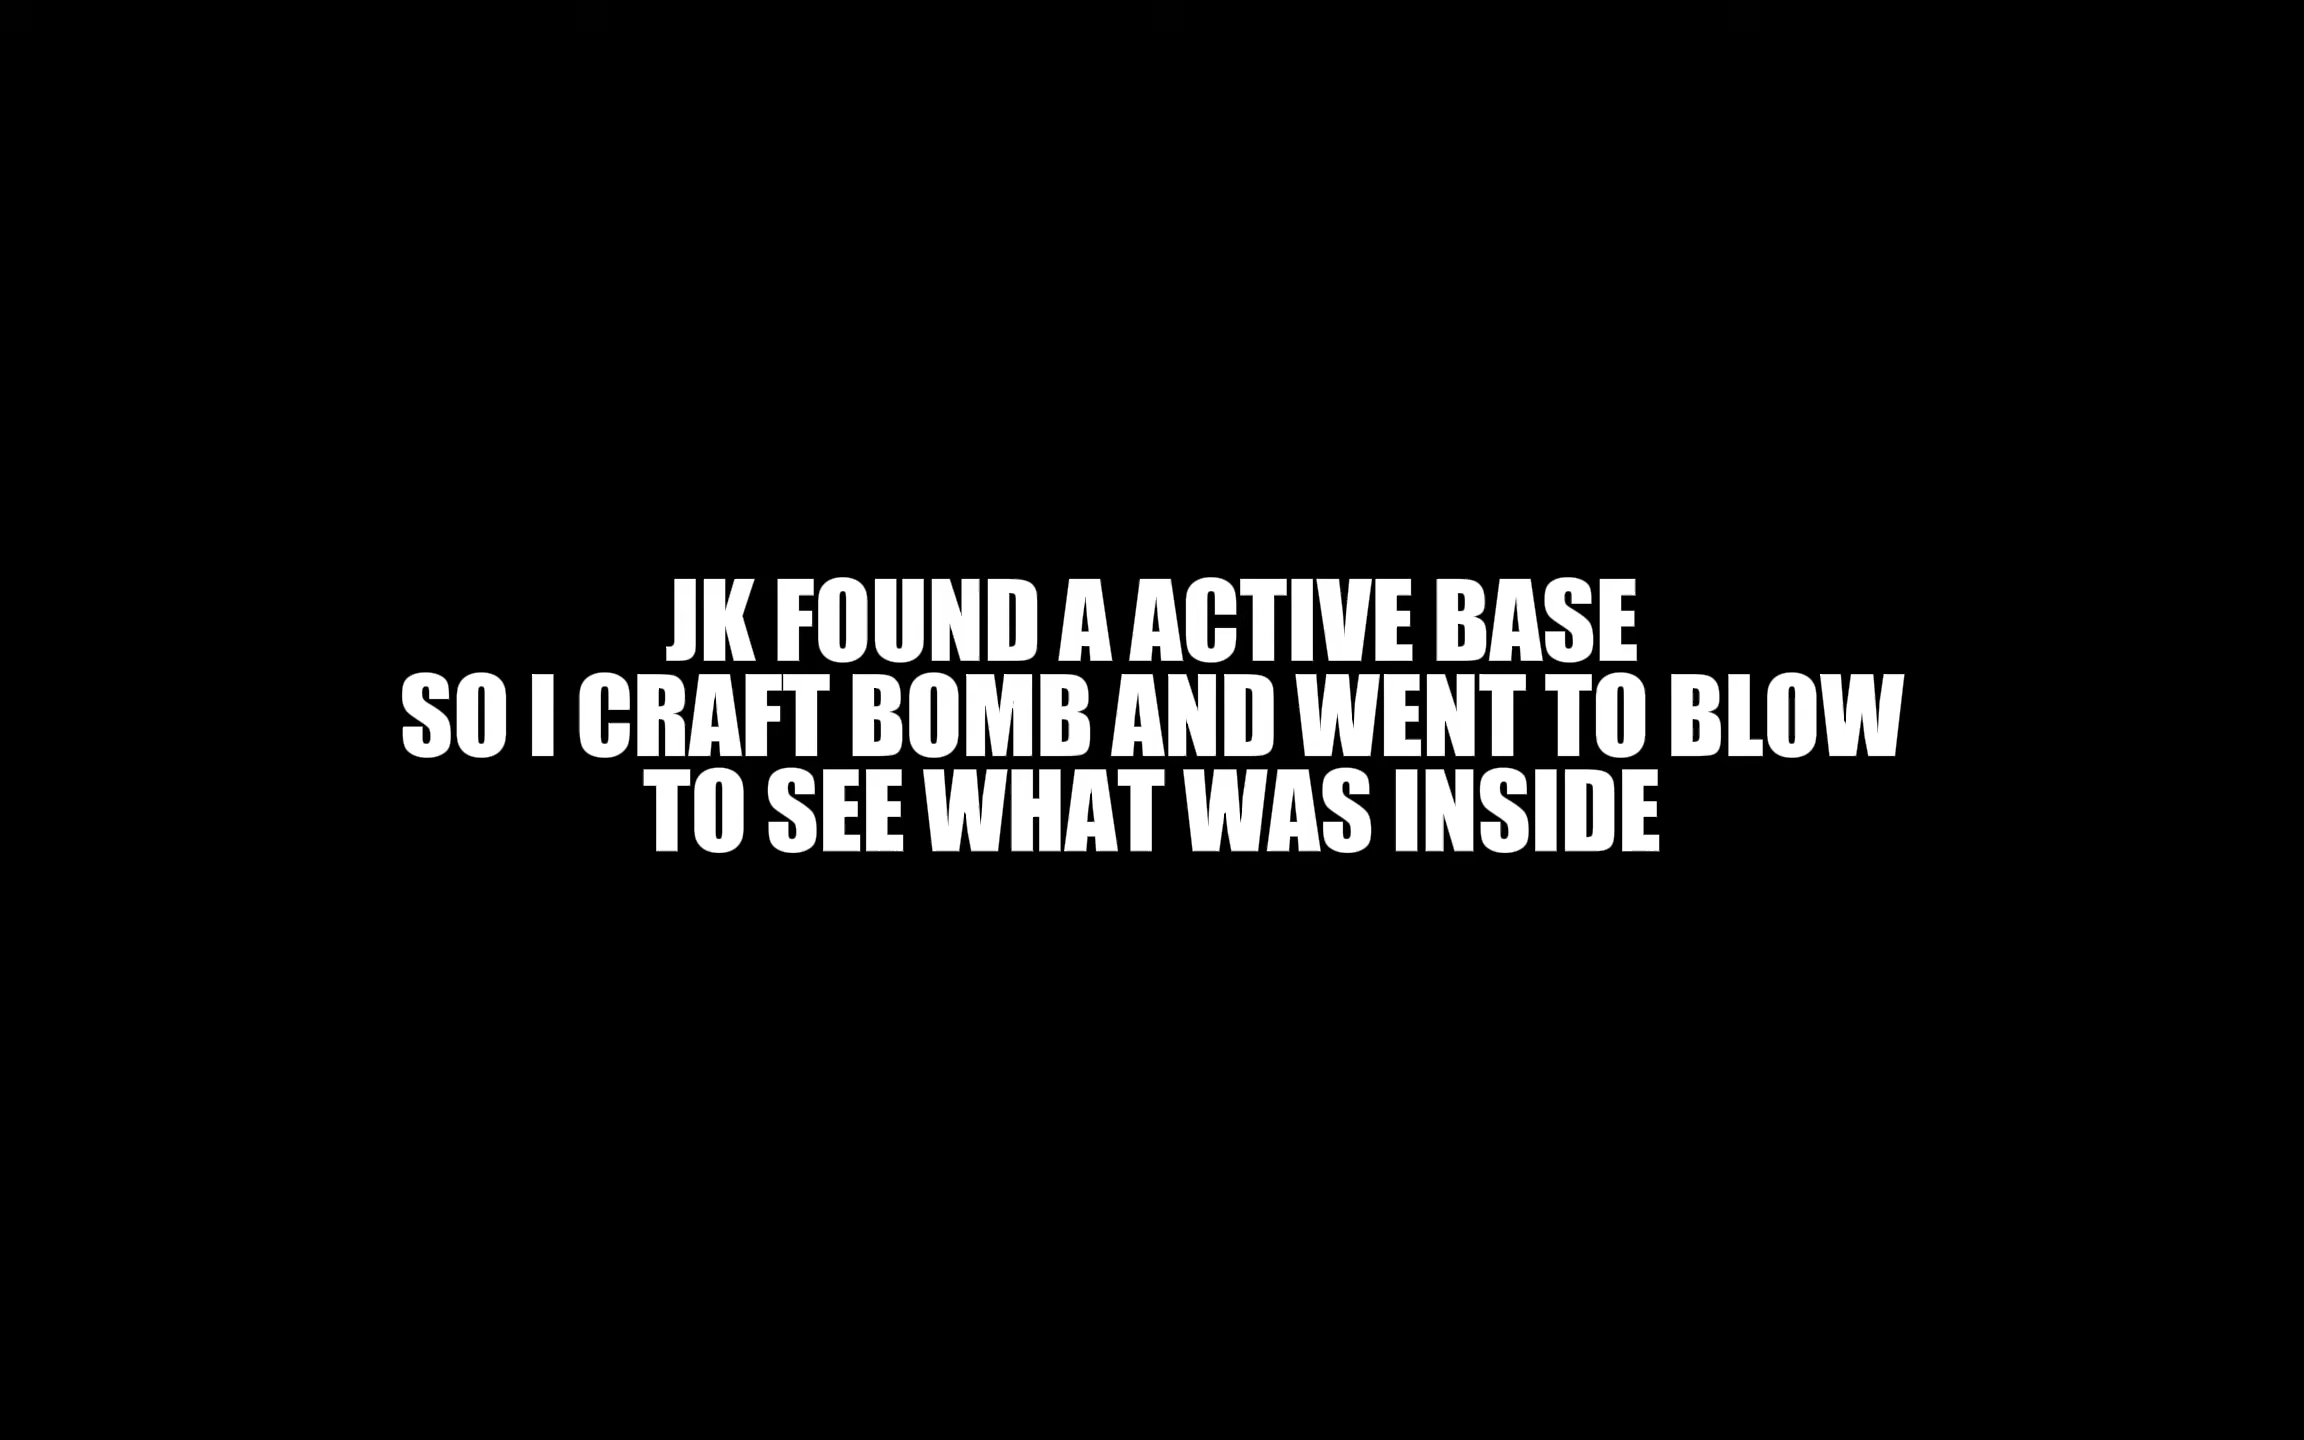 JK FOUND A ACTIVE BASE
SO I CRAFT BOMB AND WENT TO BLOW
TO SEE WHAT WAS INSIDE